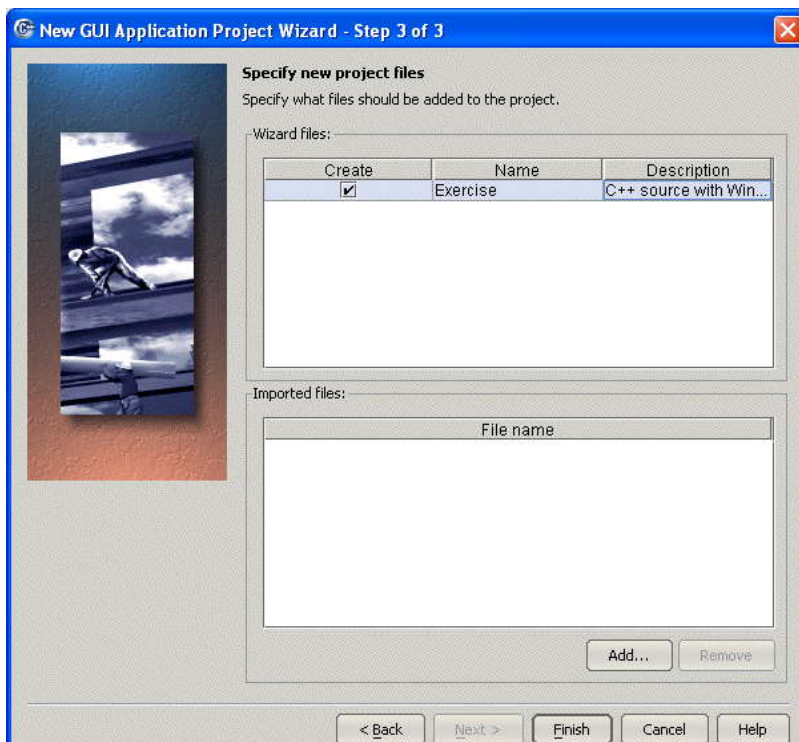 New GUI Application Project Wizard - Step 3 of 3
Specify new project files
Specify what files should be added to the project.
Wizard files:
Create Name Description
Exercise C++ source with Win...
Imported files:
File name
Add... Remove
< Back Next > Finish Cancel Help